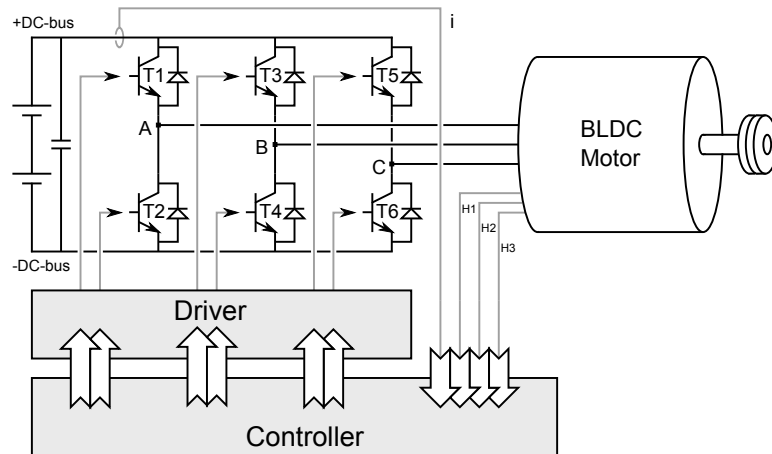 +DC-bus
i
T1
T3
T5
A
B
C
BLDC
Motor
T2
T4
T6
H1
H2
H3
-DC-bus
Driver
Controller